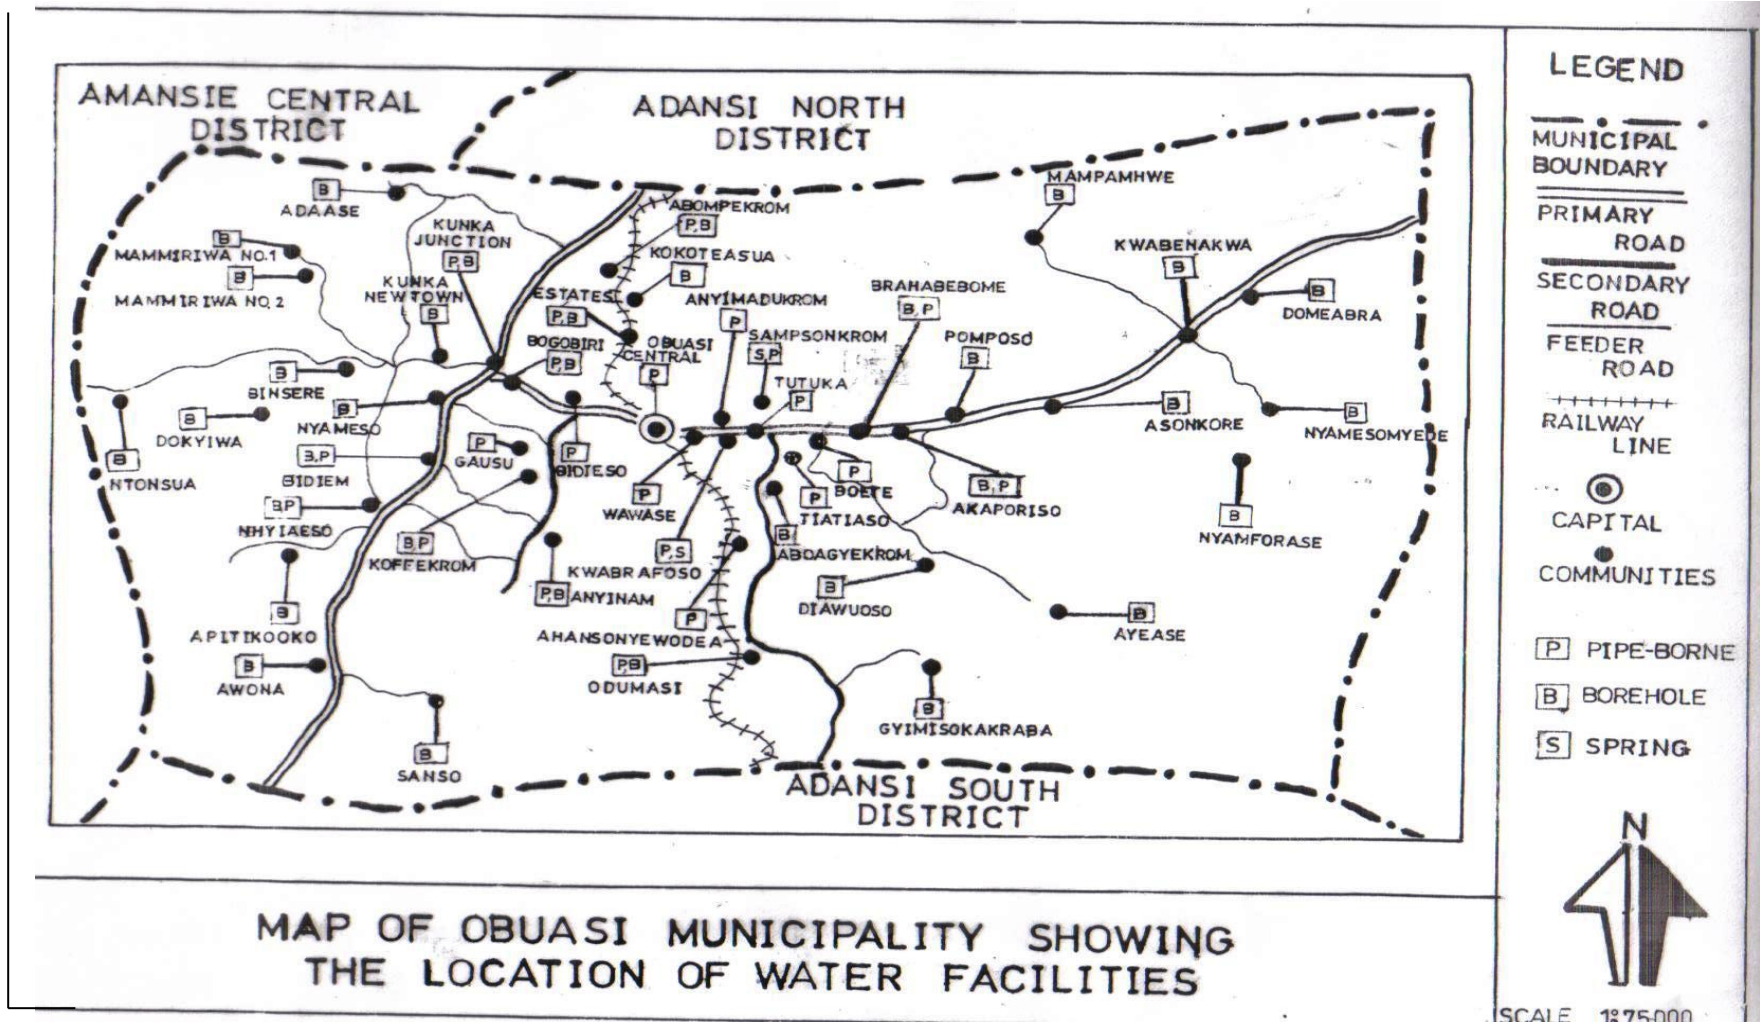 AMANSIE CENTRAL
DISTRICT
ADANSI NORTH
DISTRICT
B
ADAASE
B
MAMMIRIWA NO.1
B
MAMMIRIWA NO. 2
KUNKA
JUNCTION
P,B
KUNKA
NEWTOWN
B
ABOMPEKROM
P,B
KOKOTEASUA
B
ESTATES
P,B
BOGOBIRI
P,B
OBUASI
CENTRAL
P
ANYIMADUKROM
P
SAMPSONKROM
S,P
TUTUKA
P
BRAHABEBOME
B,P
POMPOSO
B
MAMPAMHWE
B
KWABENAKWA
B
B
DOMEABRA
B
BINSERE
B
DOKYIWA
B
NYAMESO
B
NTONSUA
B,P
BIDIEM
P
GAUSU
P
BIDIESO
B,P
NHYIAESO
B,P
KOFFEKROM
P
WAWASE
P,S
KWABRAFOSO
P,B
ANYINAM
P
AHANSONYEWODEA
P,B
ODUMASI
P
BOETE
P
TIATIASO
B
ABOAGYEKROM
B,P
AKAPORISO
B
ASONKORE
B
NYAMESOMYEDE
B
NYAMFORASE
B
DIAWUOSO
B
AYEASE
B
GYIMISOKAKRABA
B
APITIKOOKO
B
AWONA
B
SANSO
ADANSI SOUTH
DISTRICT
MAP OF OBUASI MUNICIPALITY SHOWING
THE LOCATION OF WATER FACILITIES
LEGEND
MUNICIPAL
BOUNDARY
PRIMARY
ROAD
SECONDARY
ROAD
FEEDER
ROAD
RAILWAY
LINE
CAPITAL
COMMUNITIES
P PIPE-BORNE
B BOREHOLE
S SPRING
N
SCALE 1:75000